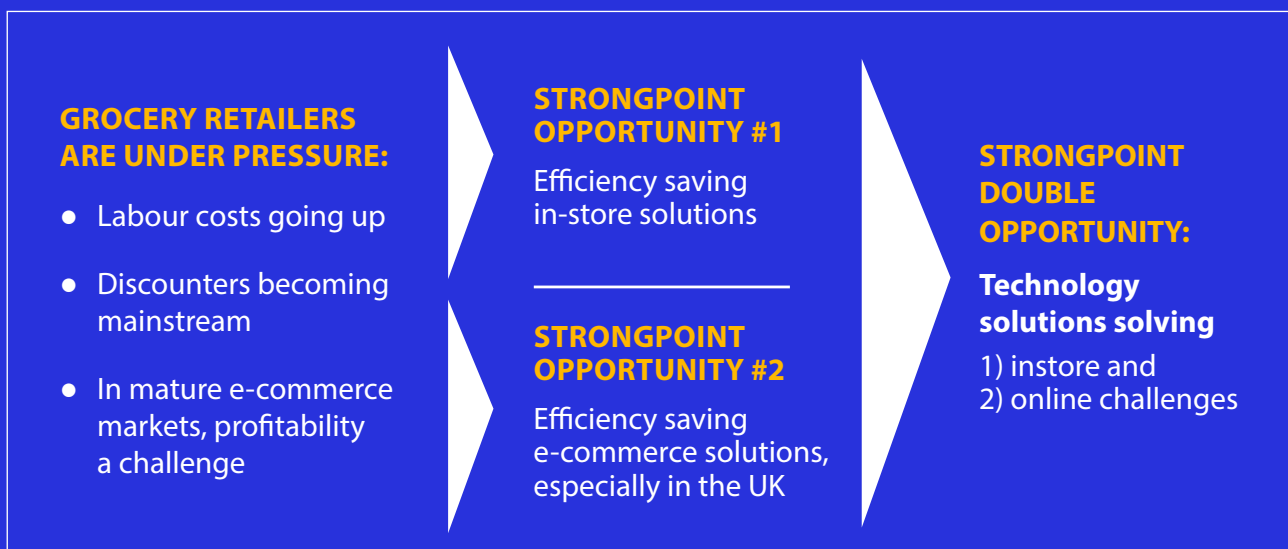 GROCERY RETAILERS
ARE UNDER PRESSURE:
● Labour costs going up
● Discounters becoming
mainstream
● In mature e-commerce
markets, profitability
a challenge
STRONGPOINT
OPPORTUNITY #1
Efficiency saving
in-store solutions
STRONGPOINT
OPPORTUNITY #2
Efficiency saving
e-commerce solutions,
especially in the UK
STRONGPOINT
DOUBLE
OPPORTUNITY:
Technology
solutions solving
1) instore and
2) online challenges